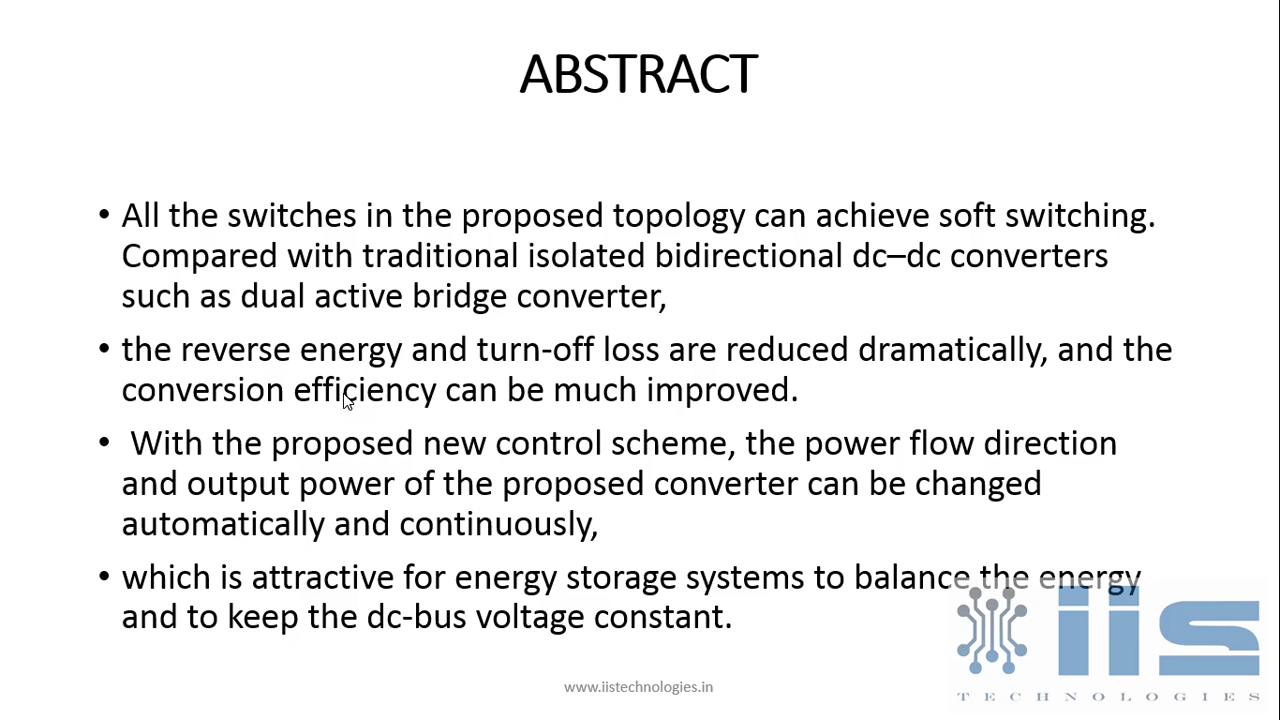 ABSTRACT
• All the switches in the proposed topology can achieve soft switching.
Compared with traditional isolated bidirectional dc–dc converters
such as dual active bridge converter,
• the reverse energy and turn-off loss are reduced dramatically, and the
conversion efficiency can be much improved.
• With the proposed new control scheme, the power flow direction
and output power of the proposed converter can be changed
automatically and continuously,
• which is attractive for energy storage systems to balance the energy
and to keep the dc-bus voltage constant.
iis
TECHNOLOGIES
www.iistechnologies.in